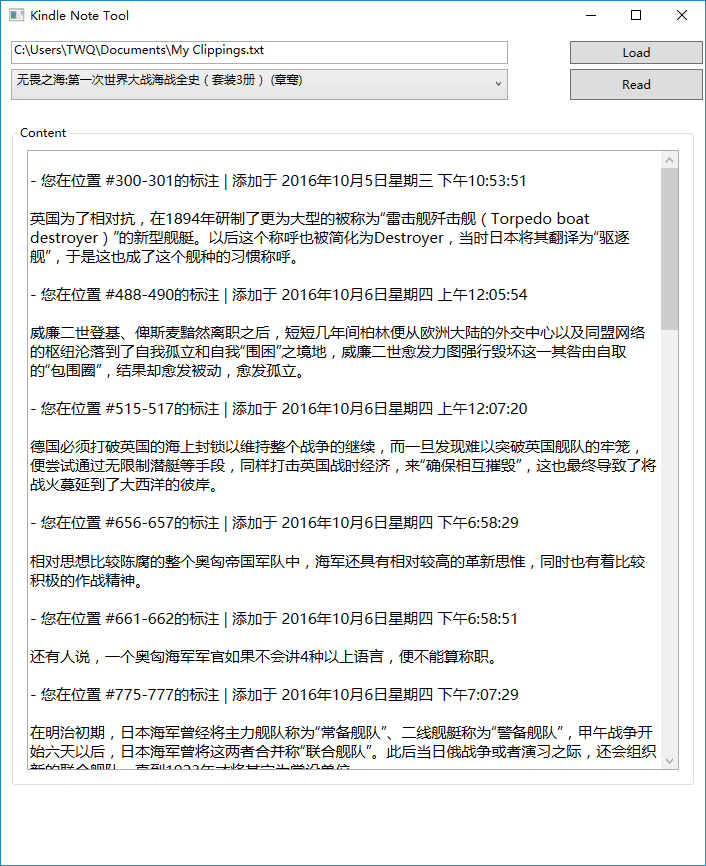 Kindle Note Tool
C:\Users\TWQ\Documents\My Clippings.txt
Load
无畏之海:第一次世界大战海战全史（套装3册） (章骞)
Read
Content
- 您在位置 #300-301的标注 | 添加于 2016年10月5日星期三 下午10:53:51
英国为了相对抗，在1894年研制了更为大型的被称为“雷击舰歼击舰（Torpedo boat
destroyer）”的新型舰艇。以后这个称呼也被简化为Destroyer，当时日本将其翻译为“驱逐
舰”，于是这也成了这个舰种的习惯称呼。
- 您在位置 #488-490的标注 | 添加于 2016年10月6日星期四 上午12:05:54
威廉二世登基、俾斯麦黯然离职之后，短短几年间柏林便从欧洲大陆的外交中心以及同盟网络
的枢纽沦落到了自我孤立和自我“围困”之境地，威廉二世愈发力图强行毁坏这一其咎由自取
的“包围圈”，结果却愈发被动，愈发孤立。
- 您在位置 #515-517的标注 | 添加于 2016年10月6日星期四 上午12:07:20
德国必须打破英国的海上封锁以维持整个战争的继续，而一旦发现难以突破英国舰队的牢笼，
便尝试通过无限制潜艇等手段，同样打击英国战时经济，来“确保相互摧毁”，这也最终导致了将
战火蔓延到了大西洋的彼岸。
- 您在位置 #656-657的标注 | 添加于 2016年10月6日星期四 下午6:58:29
相对思想比较陈腐的整个奥匈帝国军队中，海军还具有相对较高的革新思惟，同时也有着比较
积极的作战精神。
- 您在位置 #661-662的标注 | 添加于 2016年10月6日星期四 下午6:58:51
还有人说，一个奥匈海军军官如果不会讲4种以上语言，便不能算称职。
- 您在位置 #775-777的标注 | 添加于 2016年10月6日星期四 下午7:07:29
在明治初期，日本海军曾经将主力舰队称为“常备舰队”、二线舰艇称为“警备舰队”，甲午战争开
始六天以后，日本海军曾将这两者合并称“联合舰队”。此后当日俄战争或者演习之际，还会组织